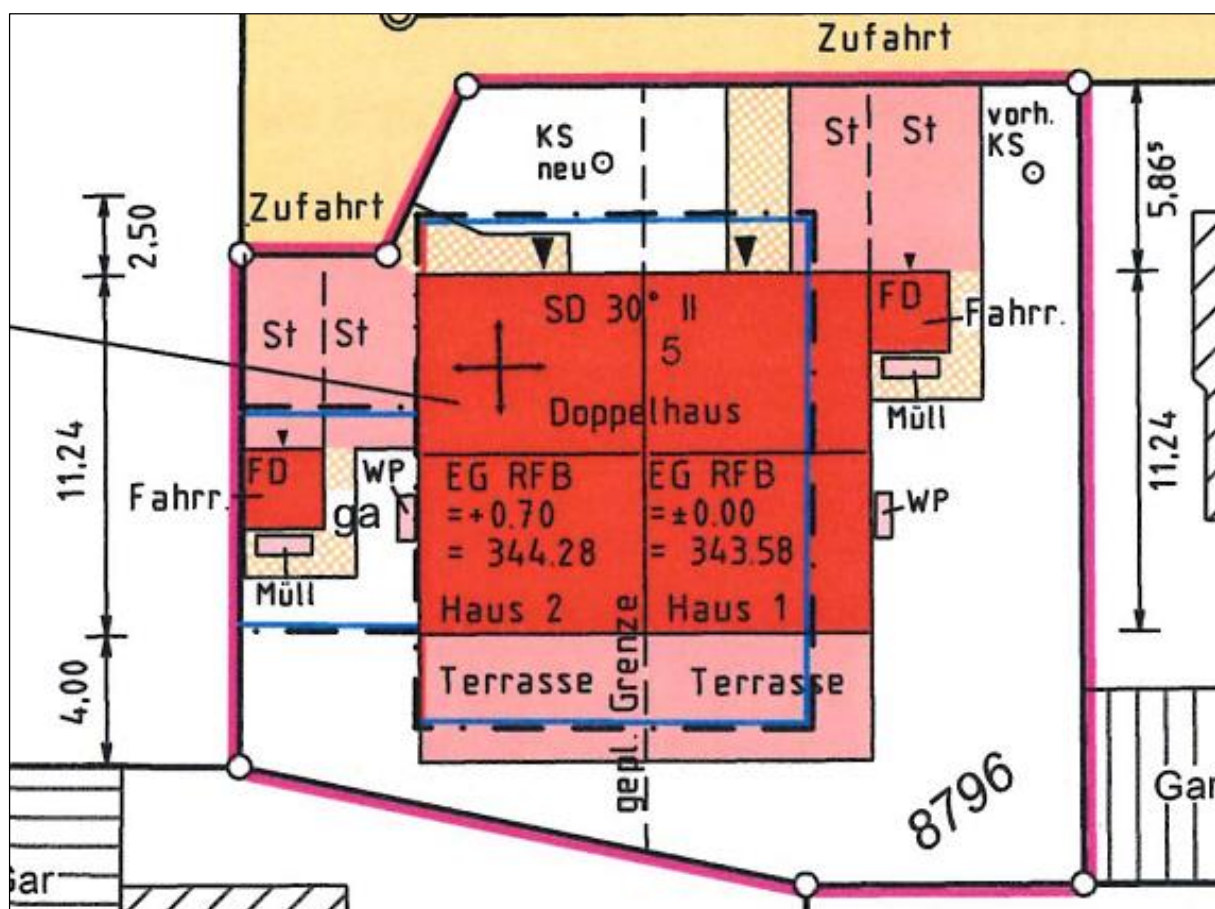 Zufahrt
Zufahrt
KS
neu
St
St
vorh.
KS
2,50
5,86⁵
St
St
SD 30° II
5
FD
Fahrr.
Doppelhaus
Müll
11,24
11,24
FD
Fahrr.
ga
WP
EG RFB
=+0.70
= 344.28
EG RFB
=±0.00
= 343.58
WP
Müll
Haus 2
Haus 1
gepl. Grenze
4,00
Terrasse
Terrasse
8796
Gar
Gar